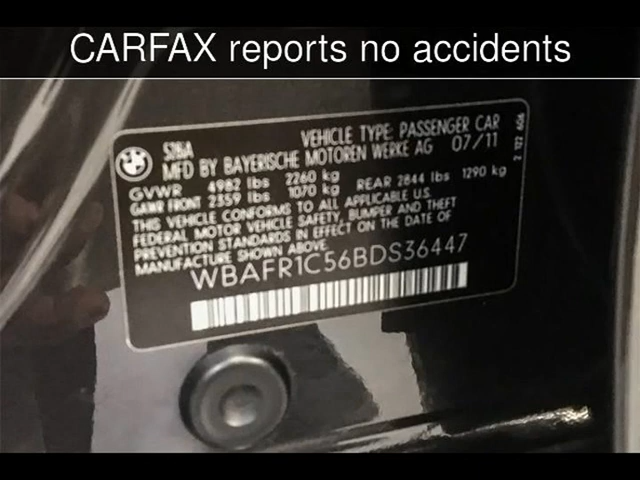 CARFAX reports no accidents
528iA VEHICLE TYPE: PASSENGER CAR
MFD BY BAYERISCHE MOTOREN WERKE AG 07/11
GVWR 4982 lbs 2260 kg
GAWR FRONT 2359 lbs 1070 kg REAR 2844 lbs 1290 kg
THIS VEHICLE CONFORMS TO ALL APPLICABLE U.S.
FEDERAL MOTOR VEHICLE SAFETY, BUMPER AND THEFT
PREVENTION STANDARDS IN EFFECT ON THE DATE OF
MANUFACTURE SHOWN ABOVE.
WBAFR1C56BDS36447